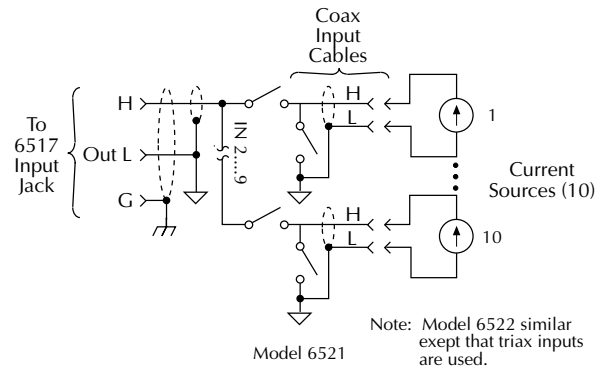 Coax
Input
Cables
H
To
6517
Input
Jack
Out L
G
IN 2....9
H
L
1
Current
Sources (10)
H
L
10
Model 6521
Note: Model 6522 similar
exept that triax inputs
are used.